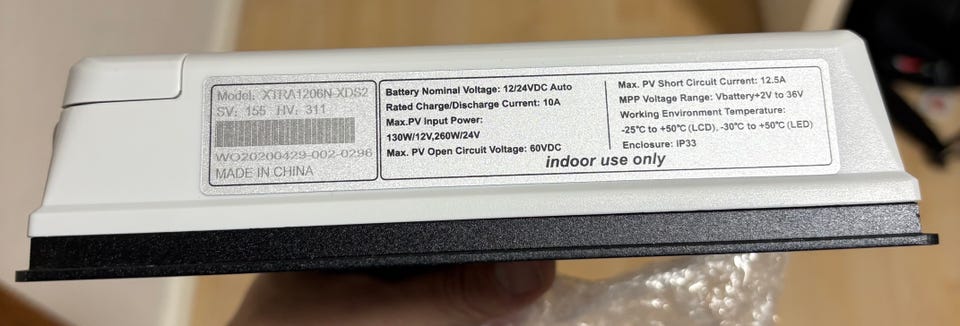 Model. XTRA1206N-XDS2
SV: 155 HV: 311
WO20200429-002-0296
MADE IN CHINA
Battery Nominal Voltage: 12/24VDC Auto
Rated Charge/Discharge Current: 10A
Max.PV Input Power:
130W/12V,260W/24V
Max. PV Open Circuit Voltage: 60VDC
Max. PV Short Circuit Current: 12.5A
MPP Voltage Range: Vbattery+2V to 36V
Working Environment Temperature:
-25℃ to +50℃(LCD), -30℃ to +50℃(LED)
Enclosure: IP33
indoor use only